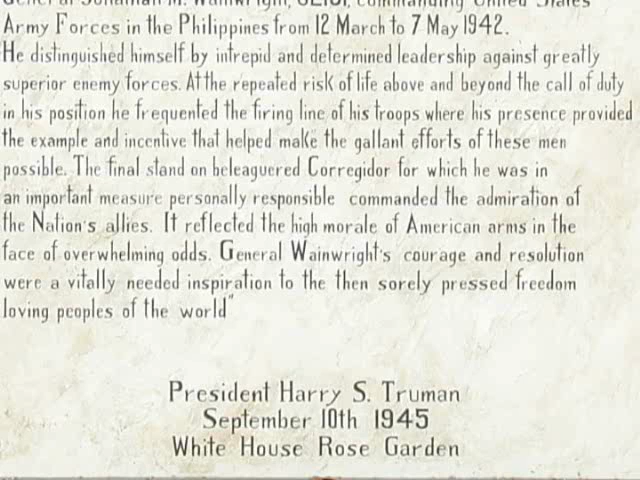 General Jonathan M. Wainwright, commanding United States
Army Forces in the Philippines from 12 March to 7 May 1942.
He distinguished himself by intrepid and determined leadership against greatly
superior enemy forces. At the repeated risk of life above and beyond the call of duty
in his position he frequented the firing line of his troops where his presence provided
the example and incentive that helped make the gallant efforts of these men
possible. The final stand on beleaguered Corregidor for which he was in
an important measure personally responsible commanded the admiration of
the Nation's allies. It reflected the high morale of American arms in the
face of overwhelming odds. General Wainwright's courage and resolution
were a vitally needed inspiration to the then sorely pressed freedom
loving peoples of the world"
President Harry S. Truman
September 10th 1945
White House Rose Garden